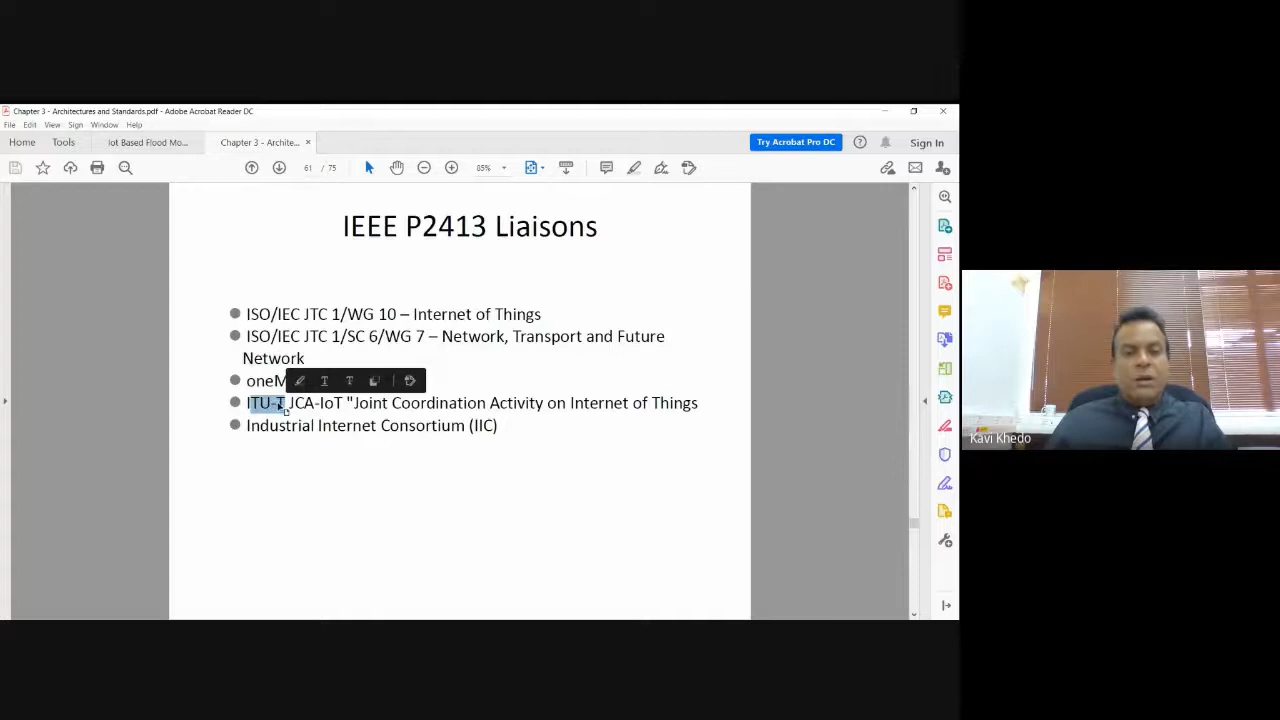 Chapter 3 - Architectures and Standards.pdf - Adobe Acrobat Reader DC
File Edit View Sign Window Help
Home Tools Iot Based Flood Mo... Chapter 3 - Archite... × Try Acrobat Pro DC Sign In
61 / 75 85%
IEEE P2413 Liaisons
ISO/IEC JTC 1/WG 10 – Internet of Things
ISO/IEC JTC 1/SC 6/WG 7 – Network, Transport and Future
Network
ITU-T JCA-IoT "Joint Coordination Activity on Internet of Things
Industrial Internet Consortium (IIC)
Kavi Khedo